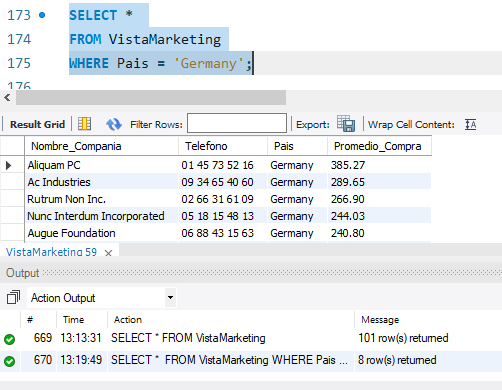 173 SELECT *
174 FROM VistaMarketing
175 WHERE Pais = 'Germany';
176
Result Grid Filter Rows: Export: Wrap Cell Content:
Nombre_Compania Telefono Pais Promedio_Compra
Aliquam PC 01 45 73 52 16 Germany 385.27
Ac Industries 09 34 65 40 60 Germany 289.65
Rutrum Non Inc. 02 66 31 61 09 Germany 266.90
Nunc Interdum Incorporated 05 18 15 48 13 Germany 244.03
Augue Foundation 06 88 43 15 63 Germany 240.80
VistaMarketing 59
Output
Action Output
# Time Action Message
669 13:13:31 SELECT * FROM VistaMarketing 101 row(s) returned
670 13:19:49 SELECT * FROM VistaMarketing WHERE Pais ... 8 row(s) returned